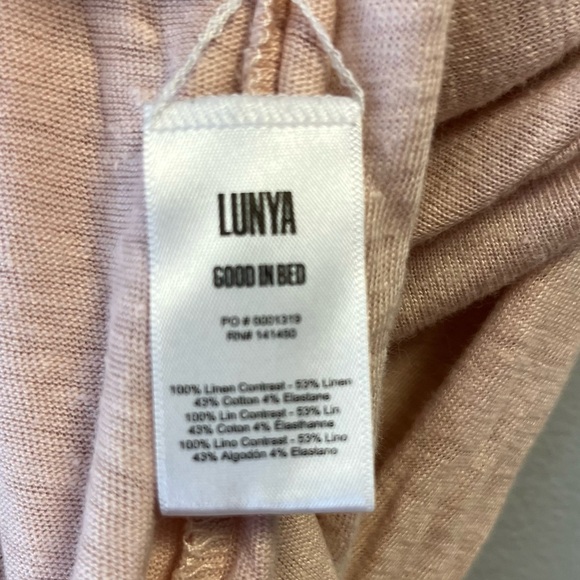 LUNYA
GOOD IN BED
PO # 0001319
RN# 141450
100% Linen Contrast - 53% Linen
43% Cotton 4% Elastane
100% Lin Contrast - 53% Lin
43% Coton 4% Élasthanne
100% Lino Contrast - 53% Lino
43% Algodón 4% Elastano